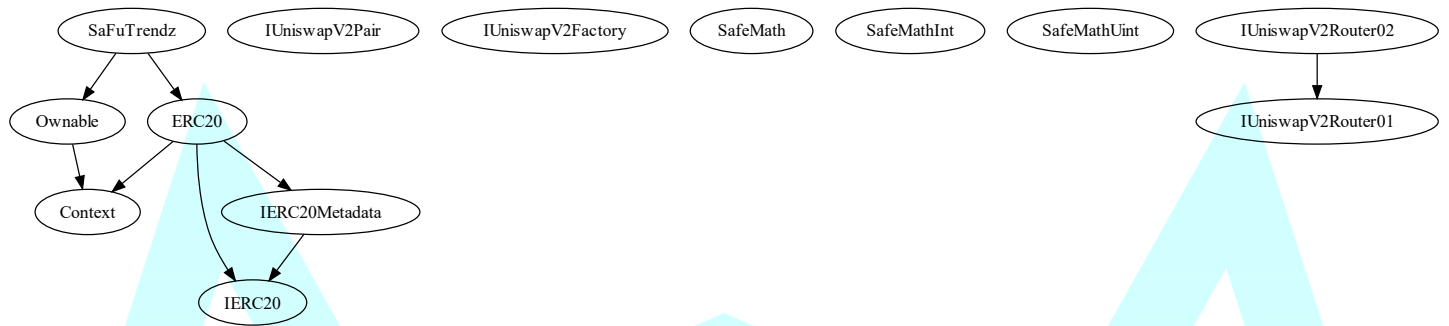 SaFuTrendz
IUniswapV2Pair
IUniswapV2Factory
SafeMath
SafeMathInt
SafeMathUint
IUniswapV2Router02
Ownable
ERC20
IUniswapV2Router01
Context
IERC20Metadata
IERC20